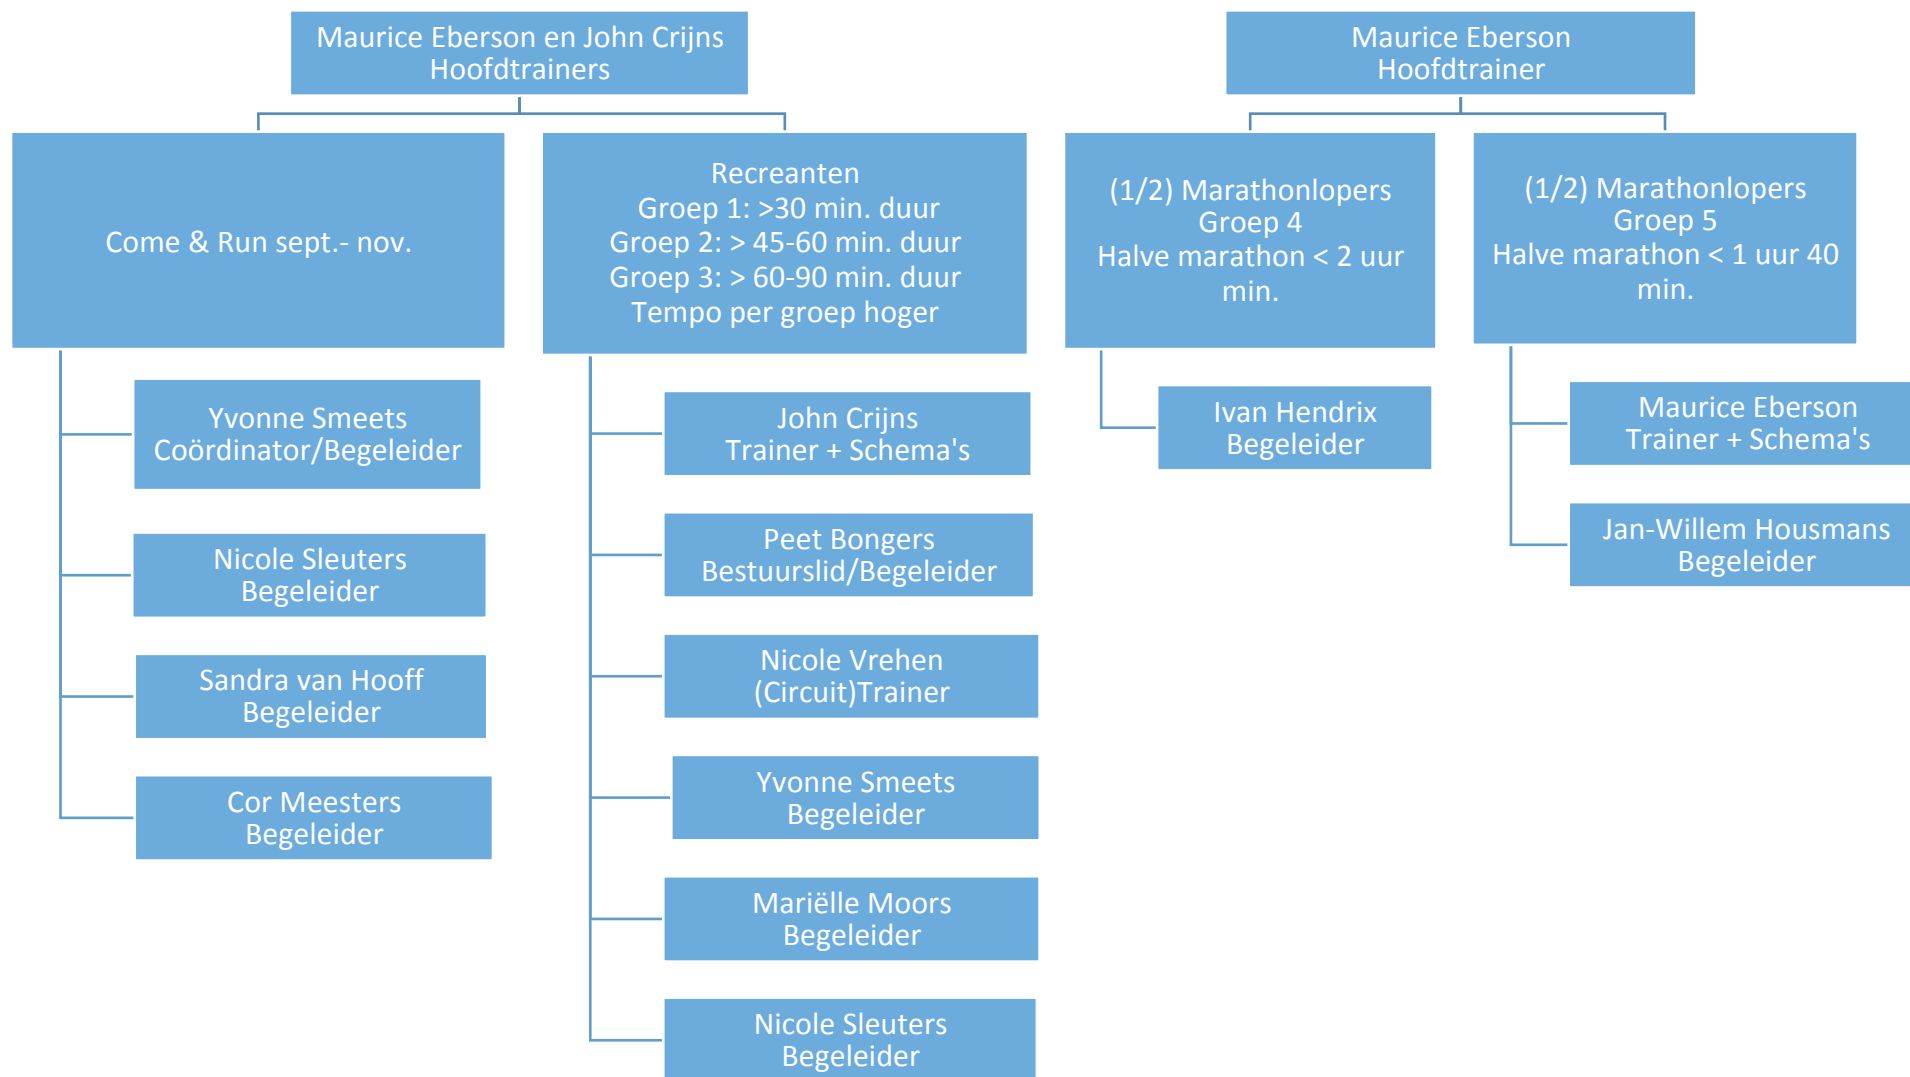 Maurice Eberson en John Crijns
Hoofdtrainers
Come & Run sept.- nov.
Yvonne Smeets
Coördinator/Begeleider
Nicole Sleuters
Begeleider
Sandra van Hooff
Begeleider
Cor Meesters
Begeleider
Recreanten
Groep 1: >30 min. duur
Groep 2: > 45-60 min. duur
Groep 3: > 60-90 min. duur
Tempo per groep hoger
John Crijns
Trainer + Schema's
Peet Bongers
Bestuurslid/Begeleider
Nicole Vrehen
(Circuit)Trainer
Yvonne Smeets
Begeleider
Mariëlle Moors
Begeleider
Nicole Sleuters
Begeleider
Maurice Eberson
Hoofdtrainer
(1/2) Marathonlopers
Groep 4
Halve marathon < 2 uur
min.
Ivan Hendrix
Begeleider
(1/2) Marathonlopers
Groep 5
Halve marathon < 1 uur 40
min.
Maurice Eberson
Trainer + Schema's
Jan-Willem Housmans
Begeleider